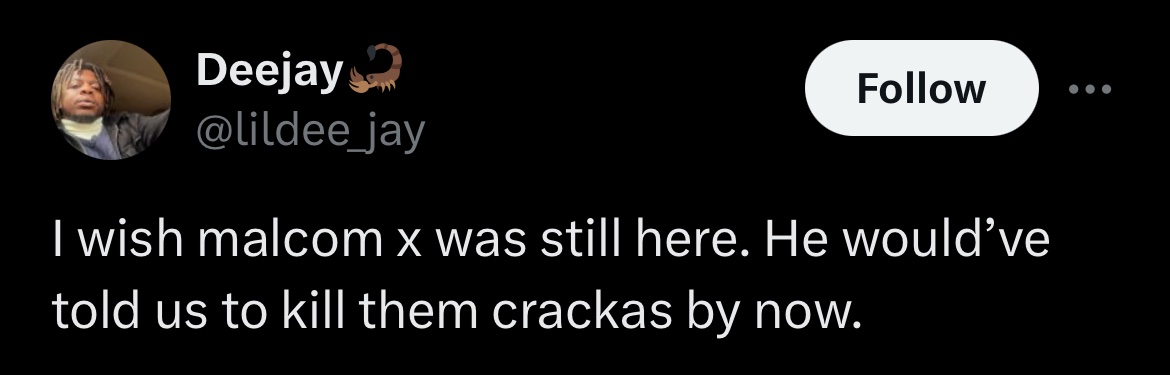 Deejay🦂
@lildee_jay
Follow
I wish malcom x was still here. He would’ve
told us to kill them crackas by now.